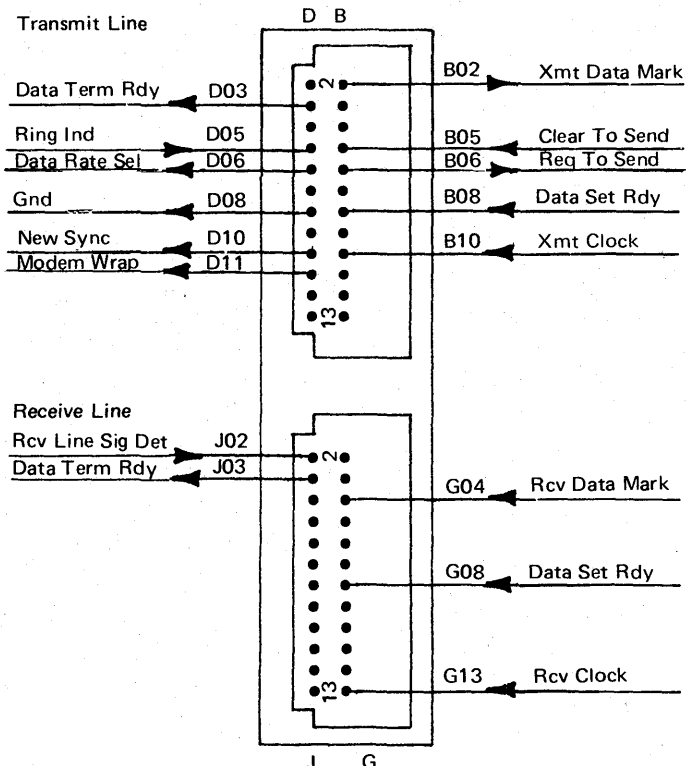 D B
Transmit Line
Data Term Rdy D03
2
B02 Xmt Data Mark
Ring Ind D05
B05 Clear To Send
Data Rate Sel D06
B06 Req To Send
Gnd D08
B08 Data Set Rdy
New Sync D10
B10 Xmt Clock
Modem Wrap D11
13
Receive Line
Rcv Line Sig Det J02
2
Data Term Rdy J03
G04 Rcv Data Mark
G08 Data Set Rdy
G13 Rcv Clock
13
G